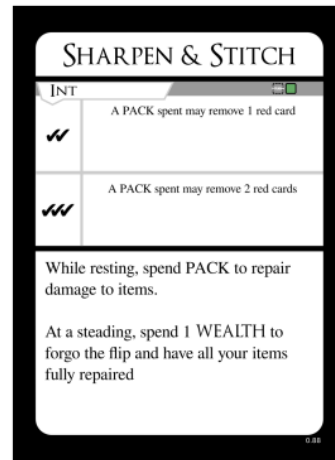 SHARPEN & STITCH
INT
A PACK spent may remove 1 red card
A PACK spent may remove 2 red cards
While resting, spend PACK to repair
damage to items.
At a steading, spend 1 WEALTH to
forgo the flip and have all your items
fully repaired
0.88